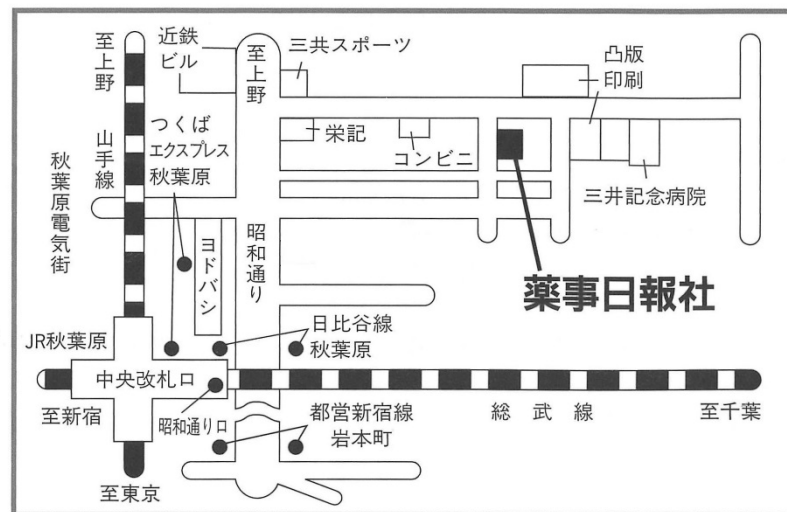 至上野
近鉄
ビル
至上野
三共スポーツ
凸版
印刷
山手線
つくば
エクスプレス
秋葉原
栄記
コンビニ
三井記念病院
秋葉原電気街
ヨドバシ
昭和通り
薬事日報社
JR秋葉原
日比谷線
秋葉原
中央改札口
至新宿
昭和通り口
都営新宿線
岩本町
総武線
至千葉
至東京